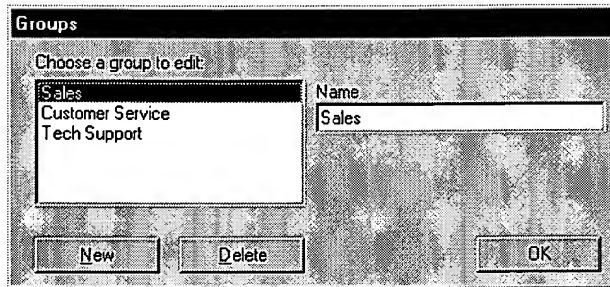 Groups
Choose a group to edit:
Sales
Customer Service
Tech Support
Name
Sales
New
Delete
OK